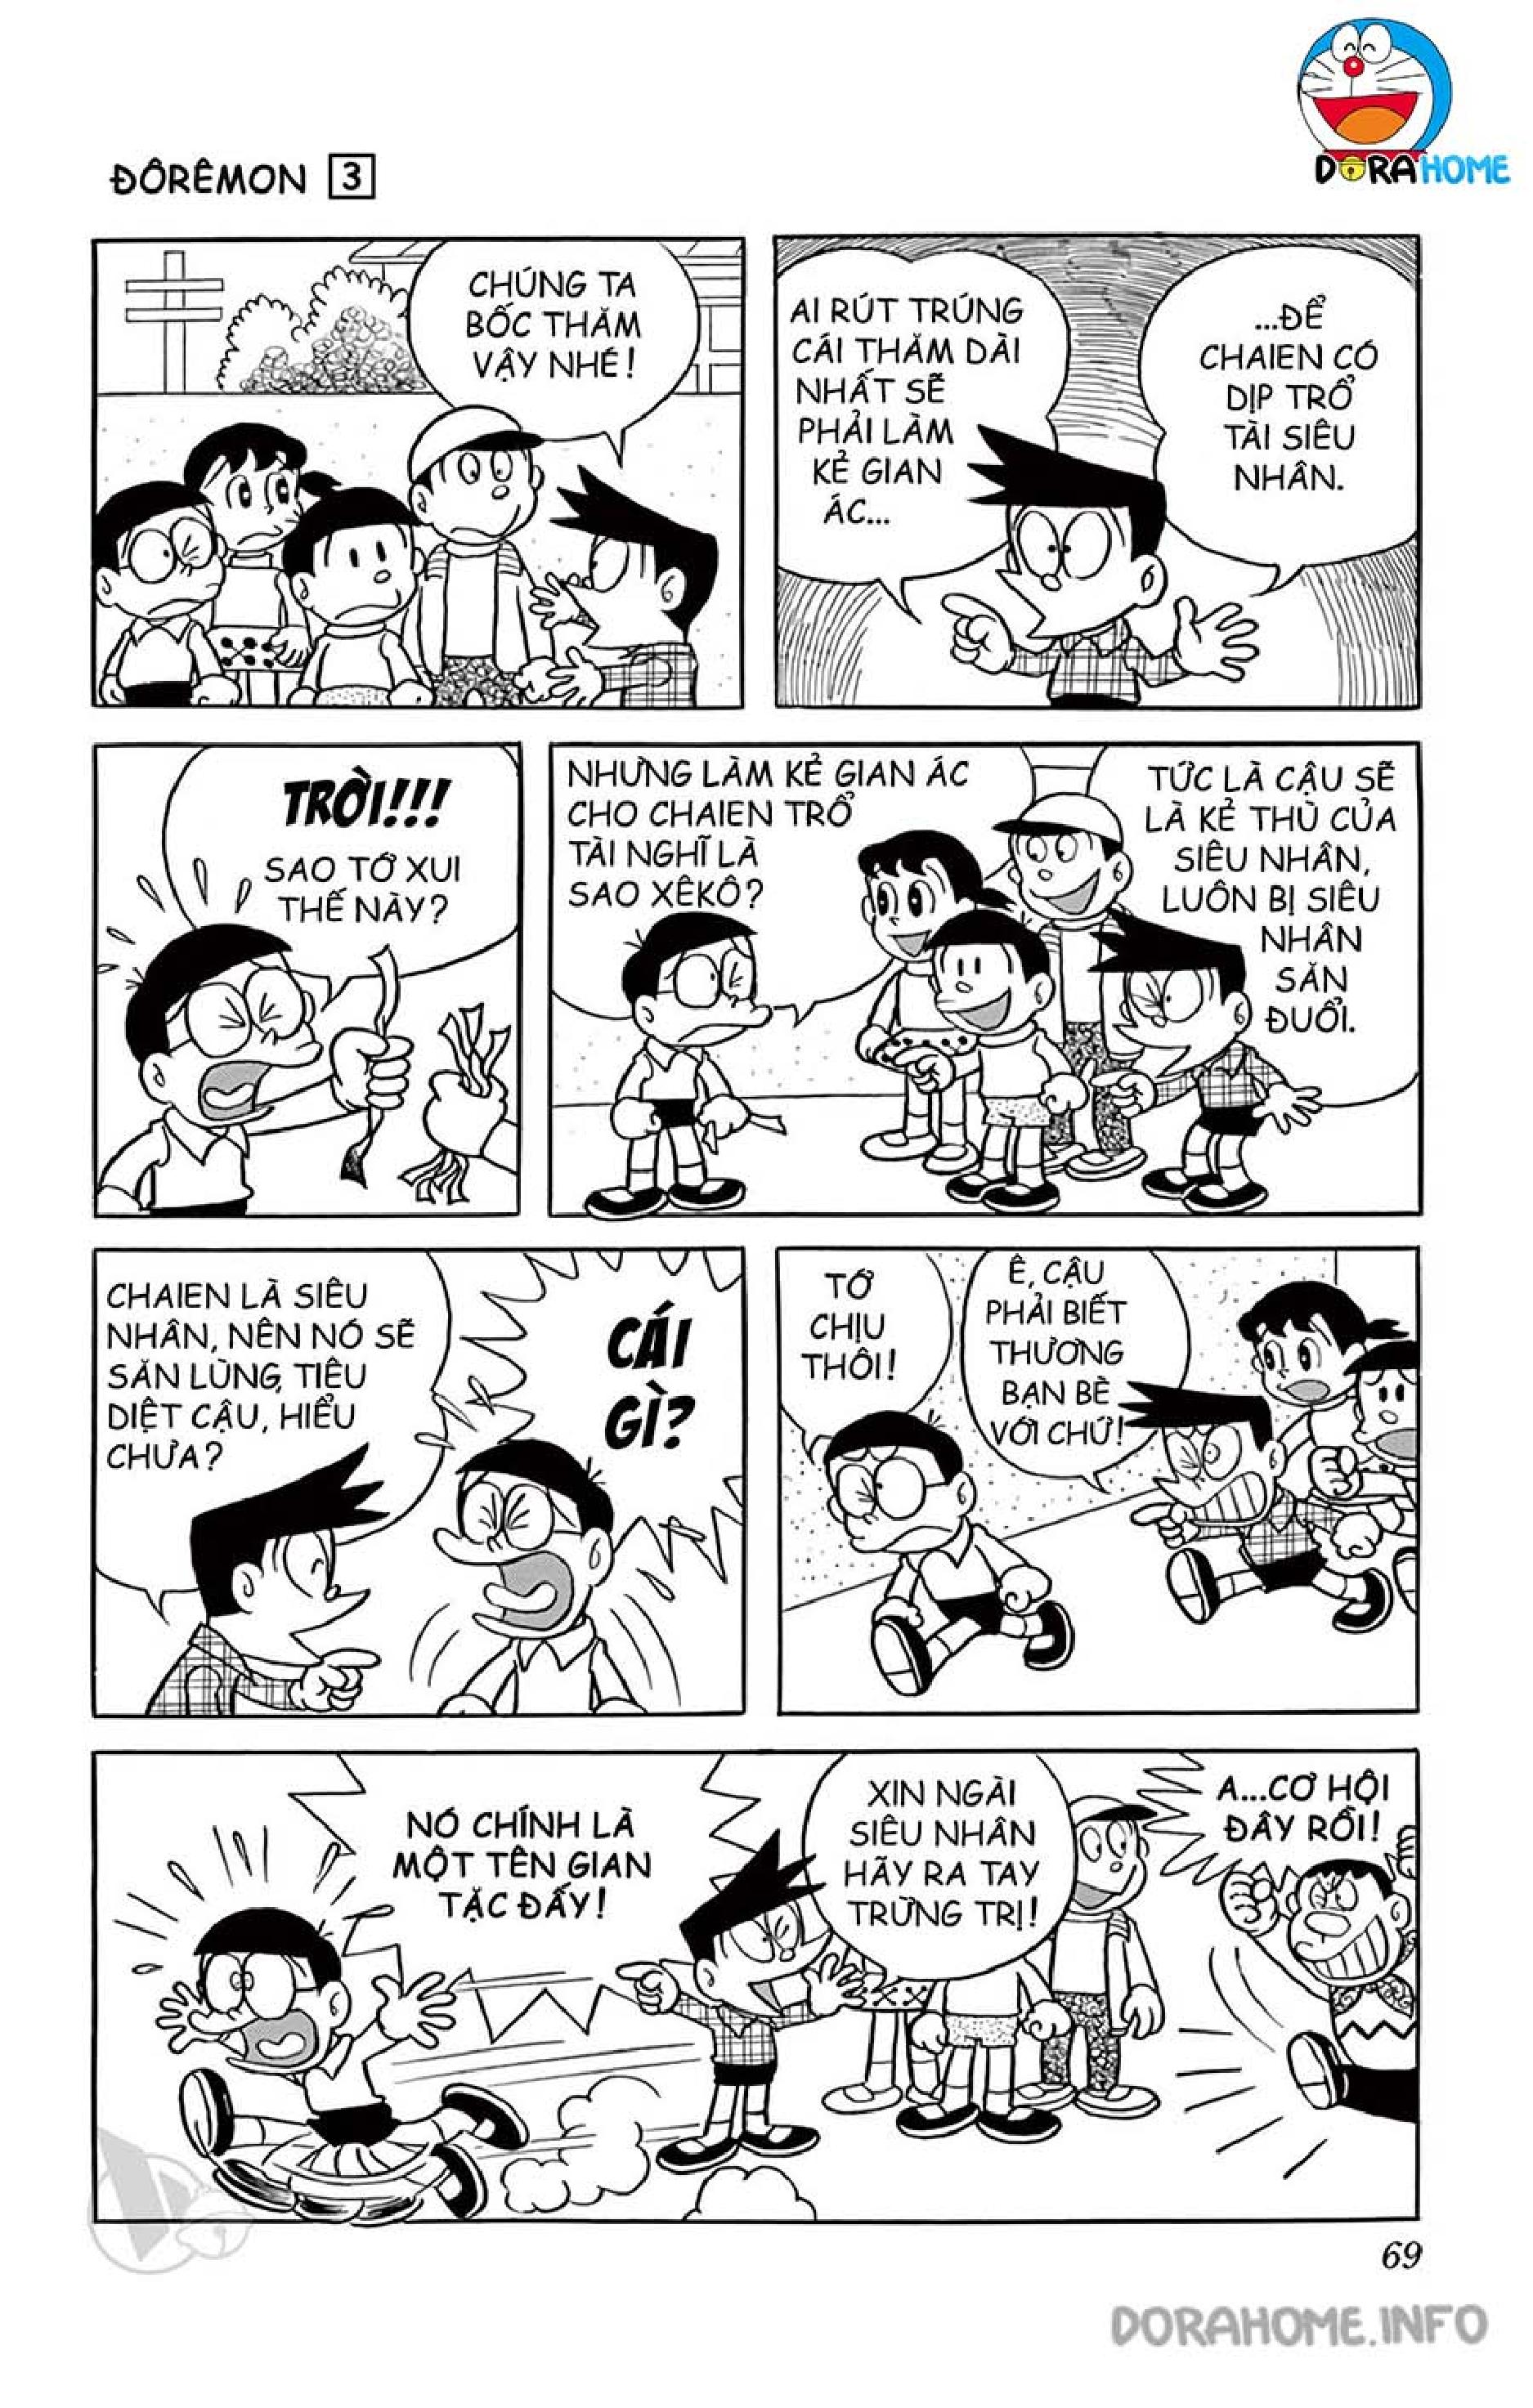 DORAHOME
ĐÔRÊMON 3
CHÚNG TA
BỐC THĂM
VẬY NHÉ!
AI RÚT TRÚNG
CÁI THĂM DÀI
NHẤT SẼ
PHẢI LÀM
KẺ GIAN
ÁC...
...ĐỂ
CHAIEN CÓ
DỊP TRỔ
TÀI SIÊU
NHÂN.
TRỜI!!!
SAO TỚ XUI
THẾ NÀY?
NHƯNG LÀM KẺ GIAN ÁC
CHO CHAIEN TRỔ
TÀI NGHĨ LÀ
SAO XÊKÔ?
TỨC LÀ CẬU SẼ
LÀ KẺ THÙ CỦA
SIÊU NHÂN,
LUÔN BỊ SIÊU
NHÂN
SĂN
ĐUỔI.
CHAIEN LÀ SIÊU
NHÂN, NÊN NÓ SẼ
SĂN LÙNG, TIÊU
DIỆT CẬU, HIỂU
CHƯA?
CÁI
GÌ?
TỚ
CHỊU
THÔI!
Ê, CẬU
PHẢI BIẾT
THƯƠNG
BẠN BÈ
VỚI CHỨ!
NÓ CHÍNH LÀ
MỘT TÊN GIAN
TẶC ĐẤY!
XIN NGÀI
SIÊU NHÂN
HÃY RA TAY
TRỪNG TRỊ!
A...CƠ HỘI
ĐÂY RỒI!
69
DORAHOME.INFO